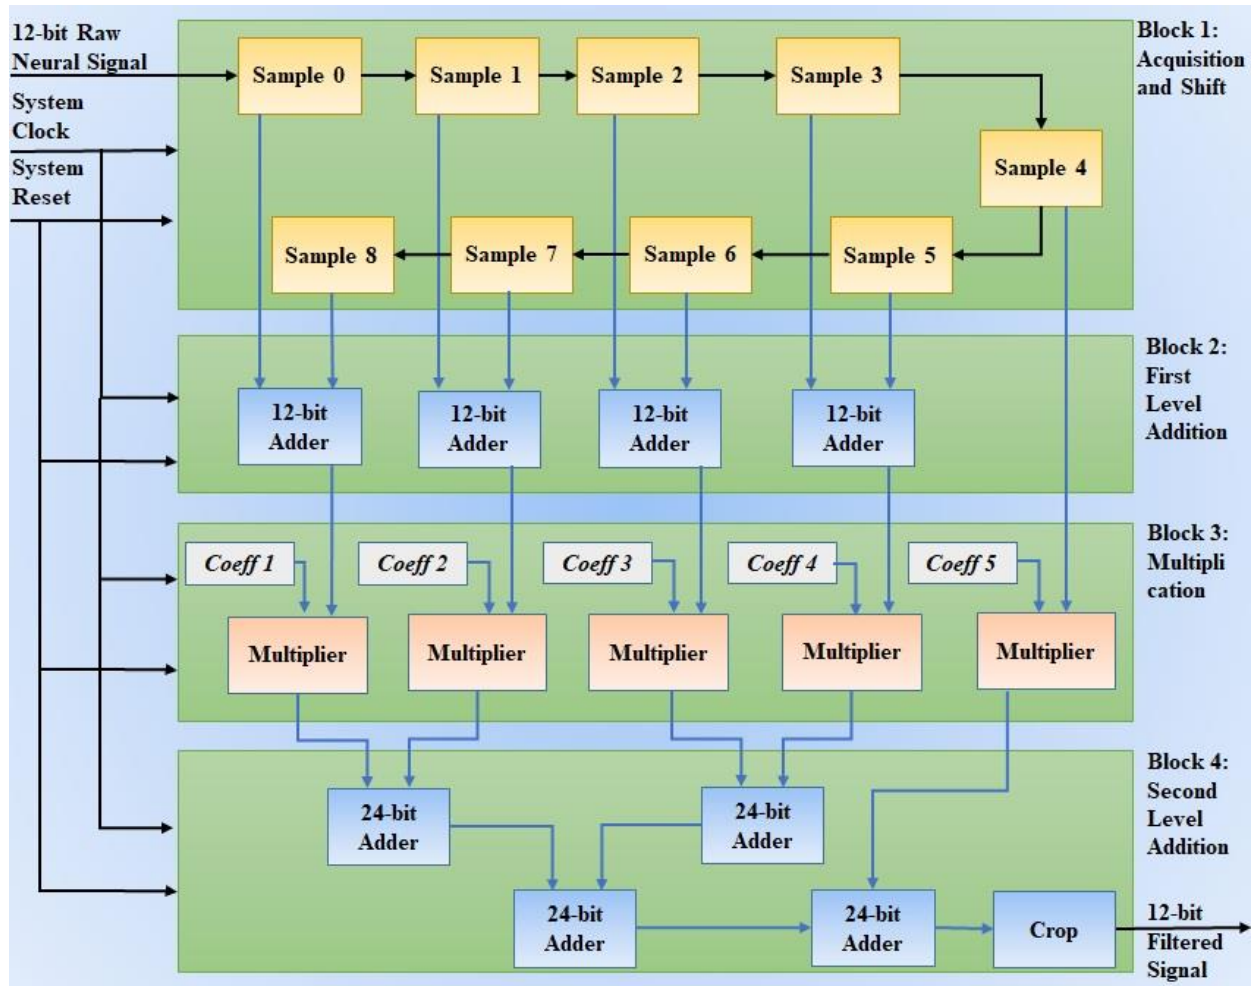 12-bit Raw
Neural Signal
System
Clock
System
Reset
Block 1:
Acquisition
and Shift
Sample 0
Sample 1
Sample 2
Sample 3
Sample 4
Sample 8
Sample 7
Sample 6
Sample 5
Block 2:
First
Level
Addition
12-bit
Adder
12-bit
Adder
12-bit
Adder
12-bit
Adder
Block 3:
Multipli
cation
Coeff 1
Coeff 2
Coeff 3
Coeff 4
Coeff 5
Multiplier
Multiplier
Multiplier
Multiplier
Multiplier
Block 4:
Second
Level
Addition
24-bit
Adder
24-bit
Adder
24-bit
Adder
24-bit
Adder
Crop
12-bit
Filtered
Signal